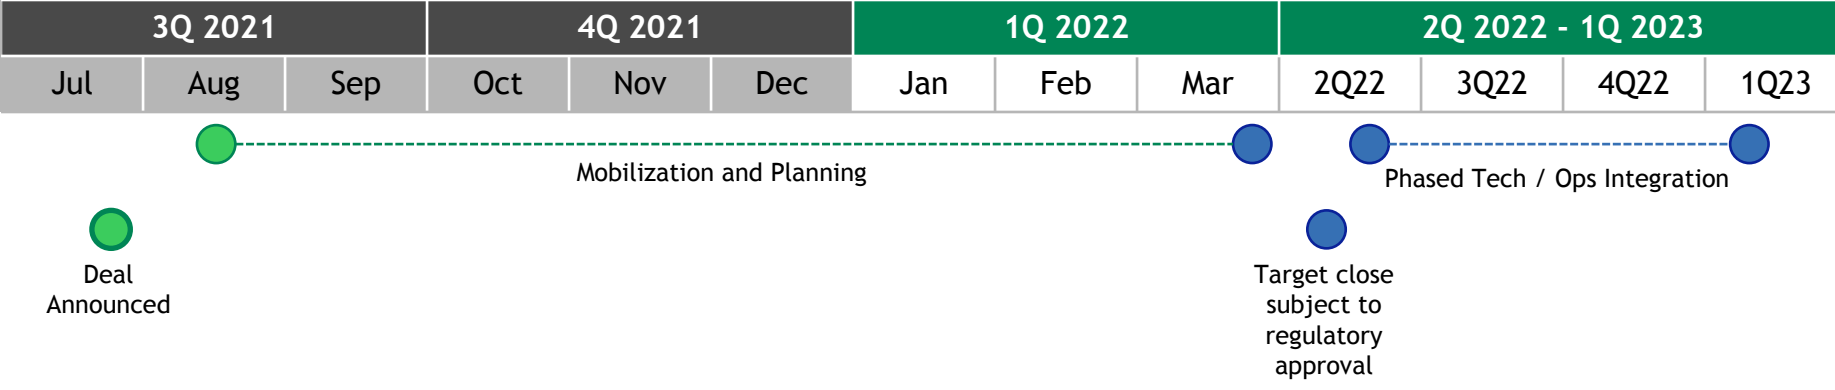 3Q 2021 4Q 2021 1Q 2022 2Q 2022 - 1Q 2023
Jul Aug Sep Oct Nov Dec Jan Feb Mar 2Q22 3Q22 4Q22 1Q23
Mobilization and Planning
Phased Tech / Ops Integration
Deal
Announced
Target close
subject to
regulatory
approval